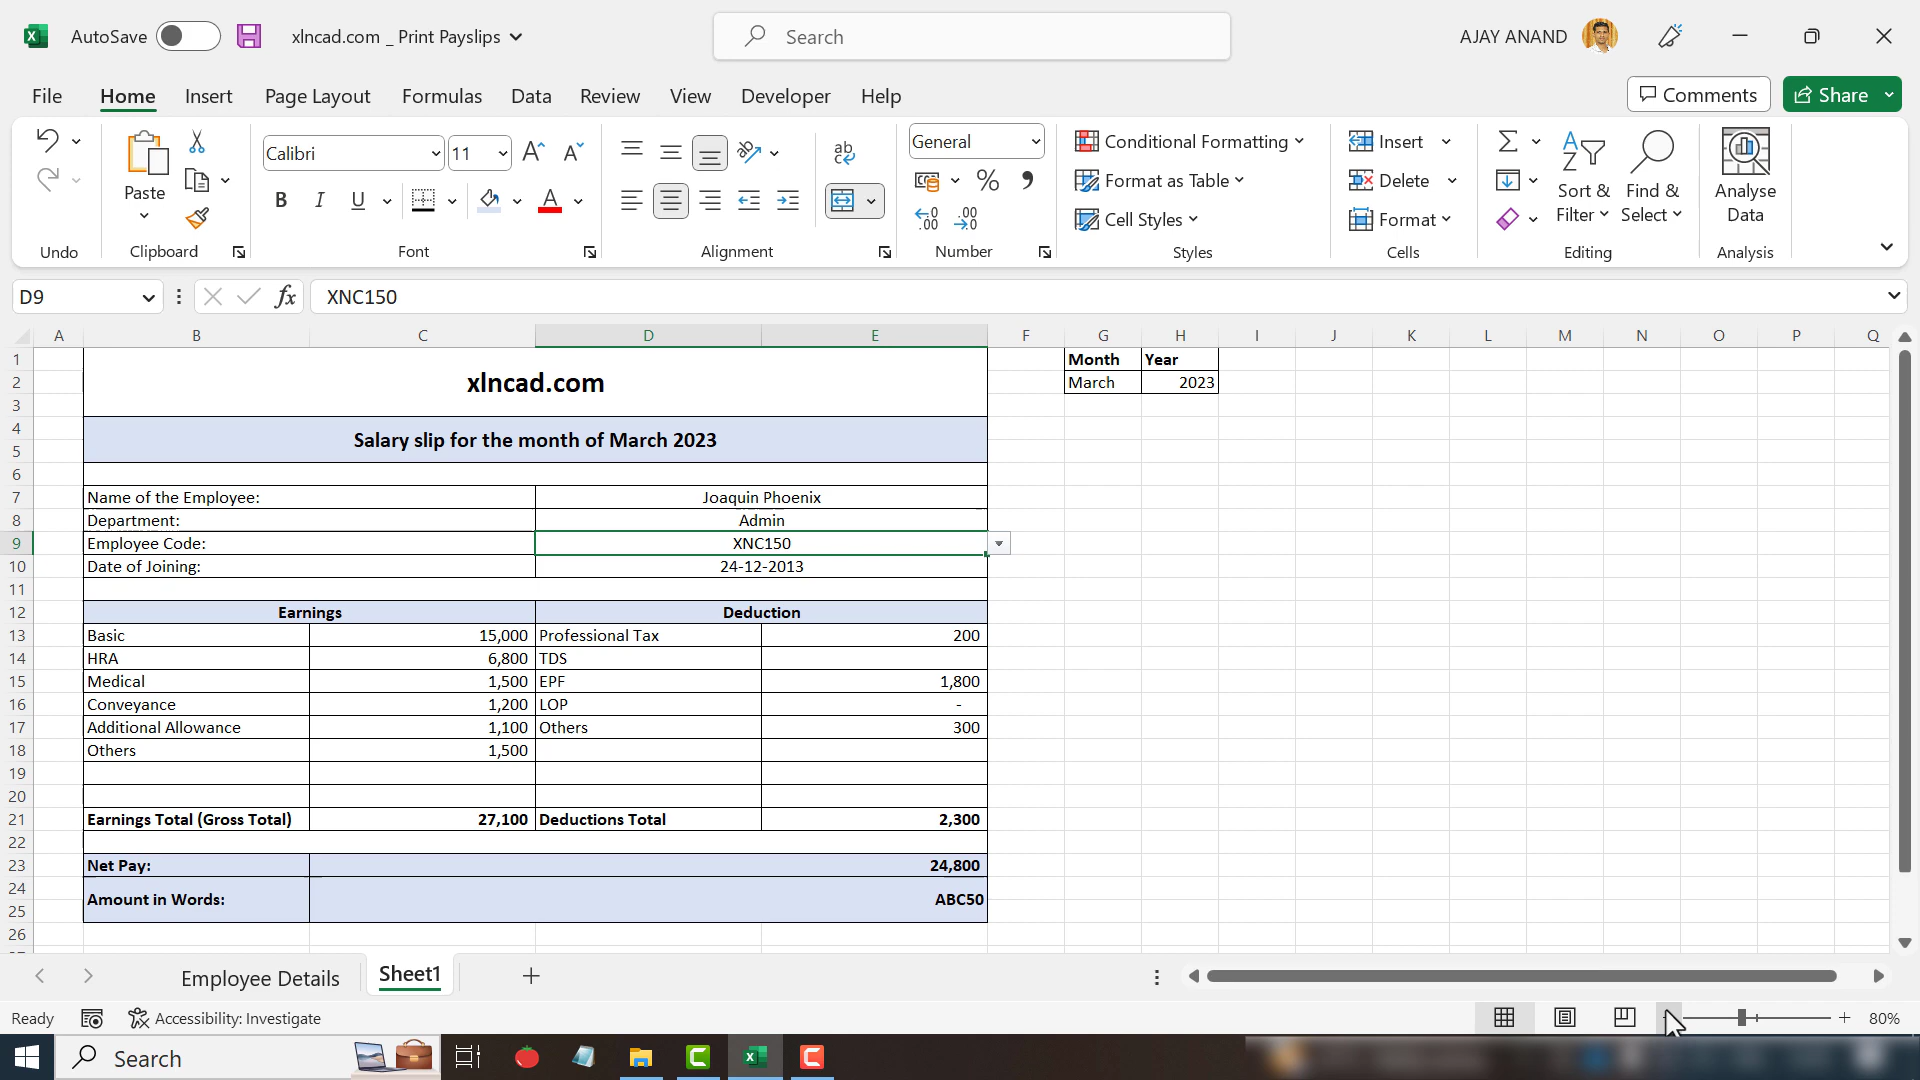 AutoSave xlncad.com _ Print Payslips Search AJAY ANAND
File Home Insert Page Layout Formulas Data Review View Developer Help Comments Share
Calibri 11 General Conditional Formatting Insert
Paste B I U Format as Table Delete Sort & Filter Find & Select Analyse Data
Cell Styles Format
Undo Clipboard Font Alignment Number Styles Cells Editing Analysis
D9 fx XNC150
A B C D E F G H I J K L M N O P Q
1 Month Year
2 xlncad.com March 2023
3
4
Salary slip for the month of March 2023
5
6
7 Name of the Employee: Joaquin Phoenix
8 Department: Admin
9 Employee Code: XNC150
10 Date of Joining: 24-12-2013
11
12 Earnings Deduction
13 Basic 15,000 Professional Tax 200
14 HRA 6,800 TDS
15 Medical 1,500 EPF 1,800
16 Conveyance 1,200 LOP -
17 Additional Allowance 1,100 Others 300
18 Others 1,500
19
20
21 Earnings Total (Gross Total) 27,100 Deductions Total 2,300
22
23 Net Pay: 24,800
24
Amount in Words: ABC50
25
26
Employee Details Sheet1
Ready Accessibility: Investigate 80%
Search